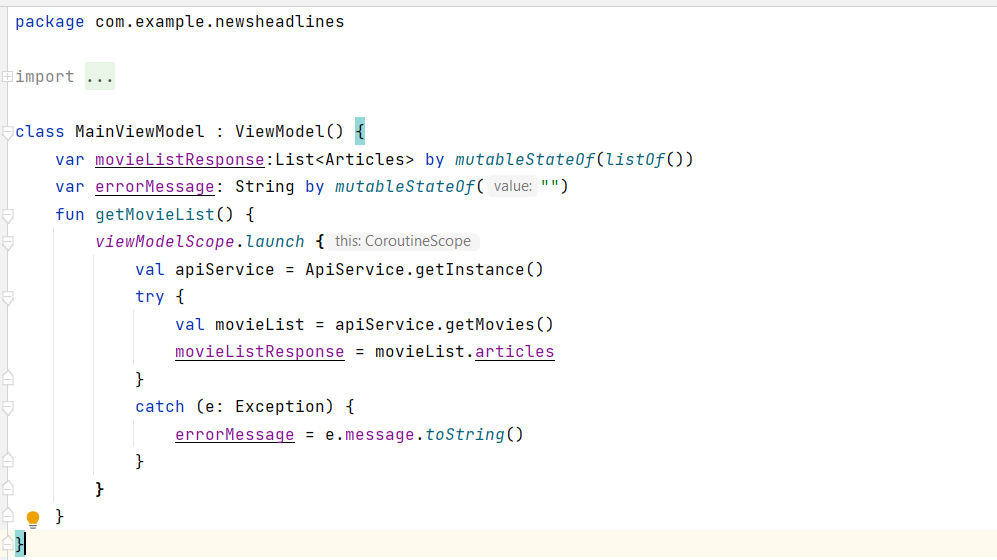 package com.example.newsheadlines
import ...
class MainViewModel : ViewModel() {
var movieListResponse:List<Articles> by mutableStateOf(listOf())
var errorMessage: String by mutableStateOf( value: "")
fun getMovieList() {
viewModelScope.launch { this: CoroutineScope
val apiService = ApiService.getInstance()
try {
val movieList = apiService.getMovies()
movieListResponse = movieList.articles
}
catch (e: Exception) {
errorMessage = e.message.toString()
}
}
}
}